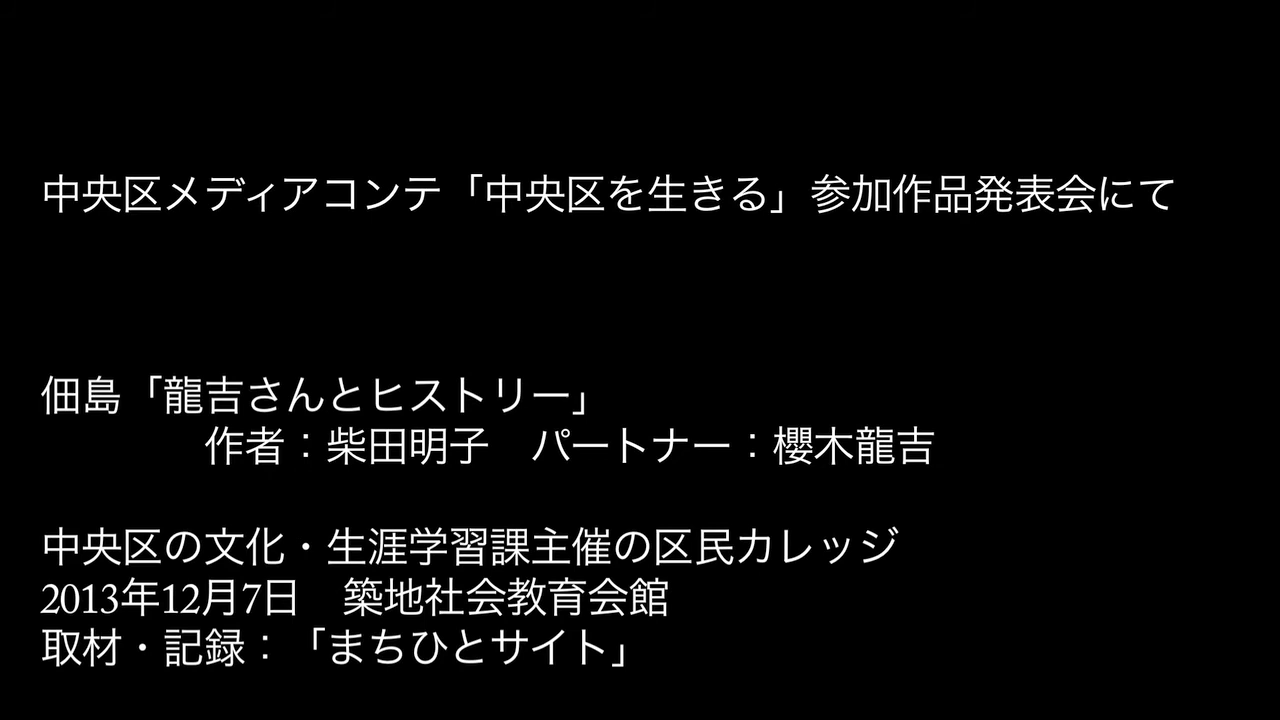 中央区メディアコンテ「中央区を生きる」参加作品発表会にて
佃島「龍吉さんとヒストリー」
作者：柴田明子　パートナー：櫻木龍吉
中央区の文化・生涯学習課主催の区民カレッジ
2013年12月7日　築地社会教育会館
取材・記録：「まちひとサイト」